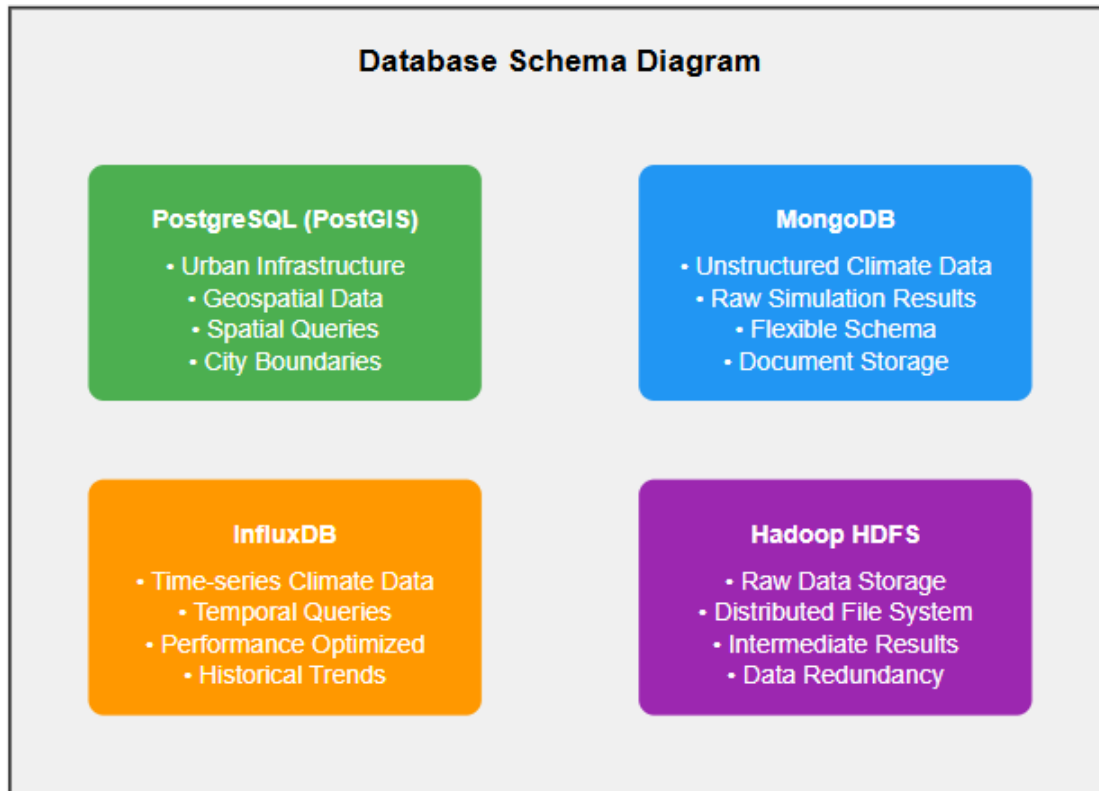 Database Schema Diagram
PostgreSQL (PostGIS)
• Urban Infrastructure
• Geospatial Data
• Spatial Queries
• City Boundaries
MongoDB
• Unstructured Climate Data
• Raw Simulation Results
• Flexible Schema
• Document Storage
InfluxDB
• Time-series Climate Data
• Temporal Queries
• Performance Optimized
• Historical Trends
Hadoop HDFS
• Raw Data Storage
• Distributed File System
• Intermediate Results
• Data Redundancy